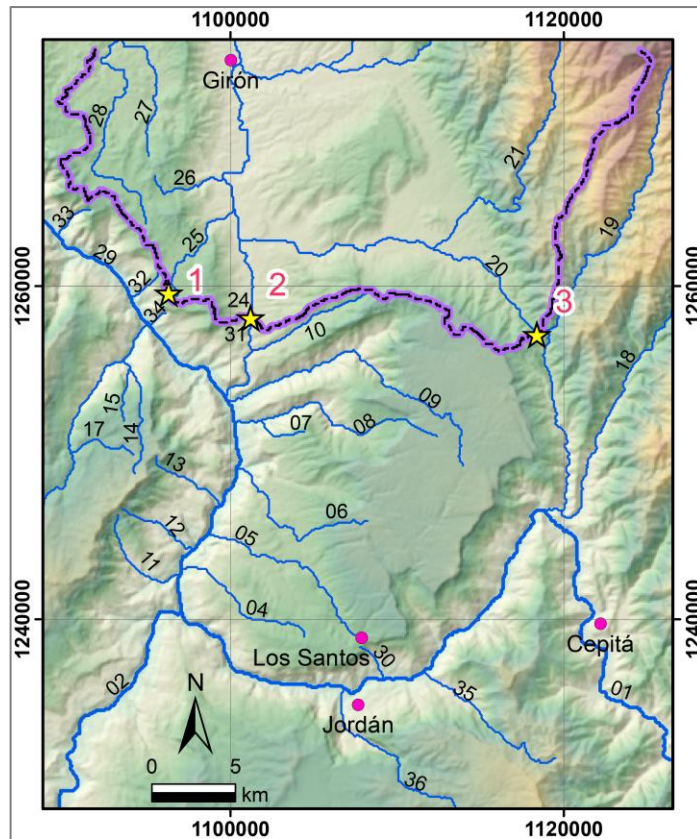 1100000 1120000
Girón
28 27
21
26
33 25 19
29
1260000 32 1 20 1260000
34 24 2 3
31 10
18
15 09
17 14 07 08
13
06
12 05
11
1240000 04 1240000
Los Santos 30 Cepitá
02 N 35 01
Jordán
0 5
km 36
1100000 1120000